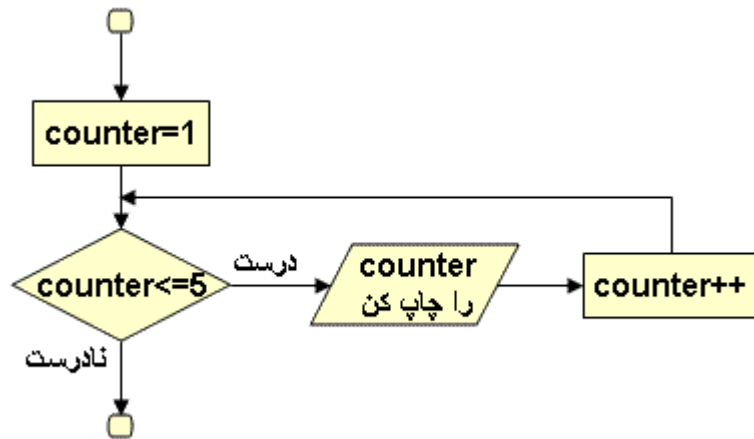 counter=1
counter<=5
درست
counter
را چاپ کن
counter++
نادرست